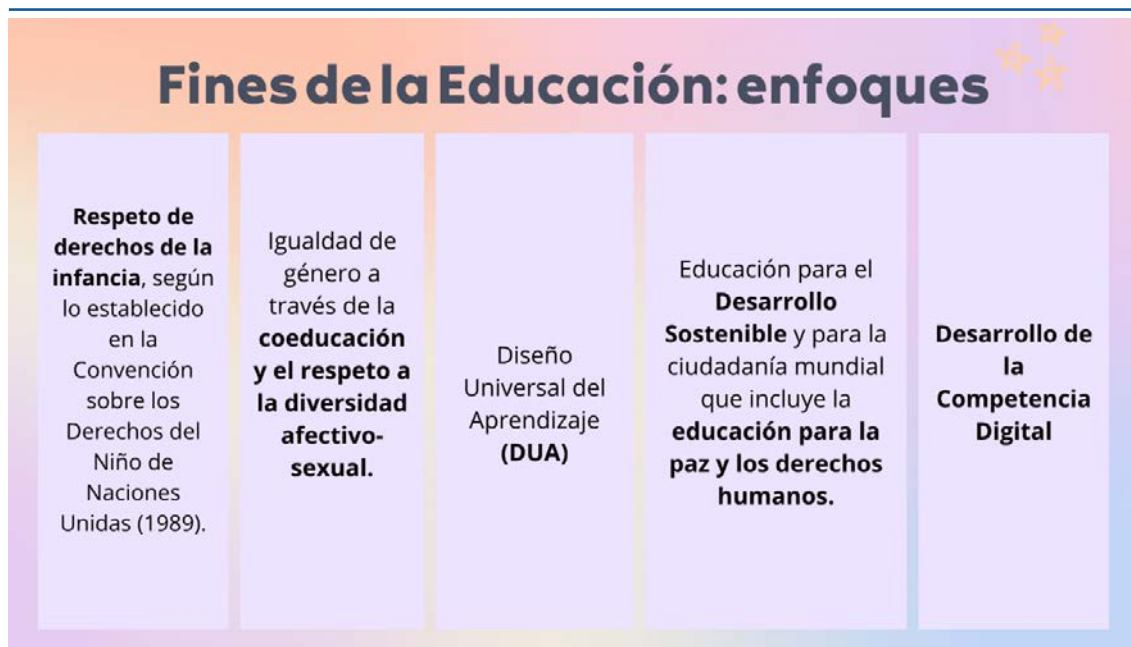 Fines de la Educación: enfoques
Respeto de
derechos de la
infancia, según
lo establecido
en la
Convención
sobre los
Derechos del
Niño de
Naciones
Unidas (1989).
Igualdad de
género a
través de la
coeducación
y el respeto a
la diversidad
afectivo-
sexual.
Diseño
Universal del
Aprendizaje
(DUA)
Educación para el
Desarrollo
Sostenible y para la
ciudadanía mundial
que incluye la
educación para la
paz y los derechos
humanos.
Desarrollo de
la
Competencia
Digital